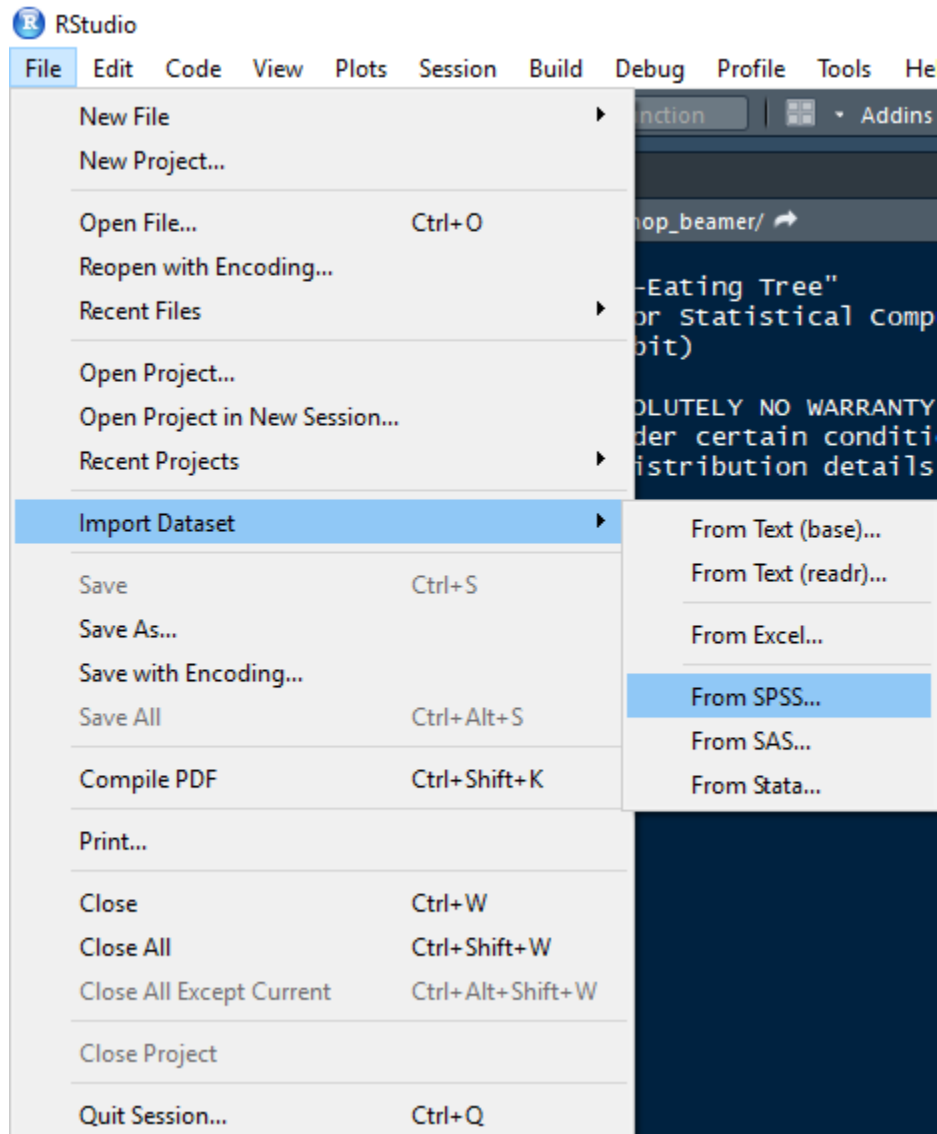 RStudio
File Edit Code View Plots Session Build Debug Profile Tools
Addins
New File
New Project...
Open File... Ctrl+O
Reopen with Encoding...
Recent Files
Open Project...
Open Project in New Session...
Recent Projects
Import Dataset
Save Ctrl+S
Save As...
Save with Encoding...
Save All Ctrl+Alt+S
Compile PDF Ctrl+Shift+K
Print...
Close Ctrl+W
Close All Ctrl+Shift+W
Close All Except Current Ctrl+Alt+Shift+W
Close Project
Quit Session... Ctrl+Q
From Text (base)...
From Text (readr)...
From Excel...
From SPSS...
From SAS...
From Stata...
nction
hop_beamer/
-Eating Tree"
or Statistical Comp
bit)
OLUTELY NO WARRANTY
der certain conditi
istribution details